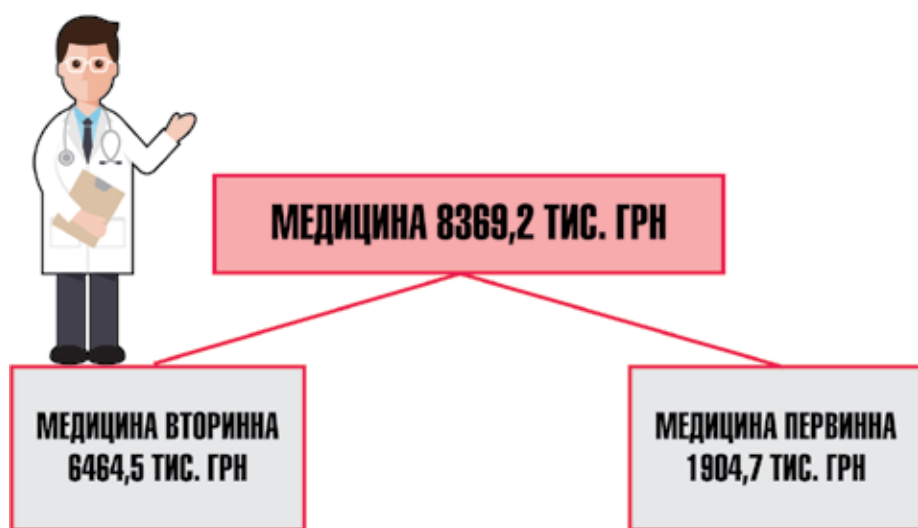 МЕДИЦИНА 8369,2 ТИС. ГРН
МЕДИЦИНА ВТОРИННА
6464,5 ТИС. ГРН
МЕДИЦИНА ПЕРВИННА
1904,7 ТИС. ГРН